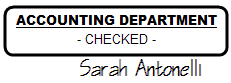 ACCOUNTING DEPARTMENT
- CHECKED -
Sarah Antonelli